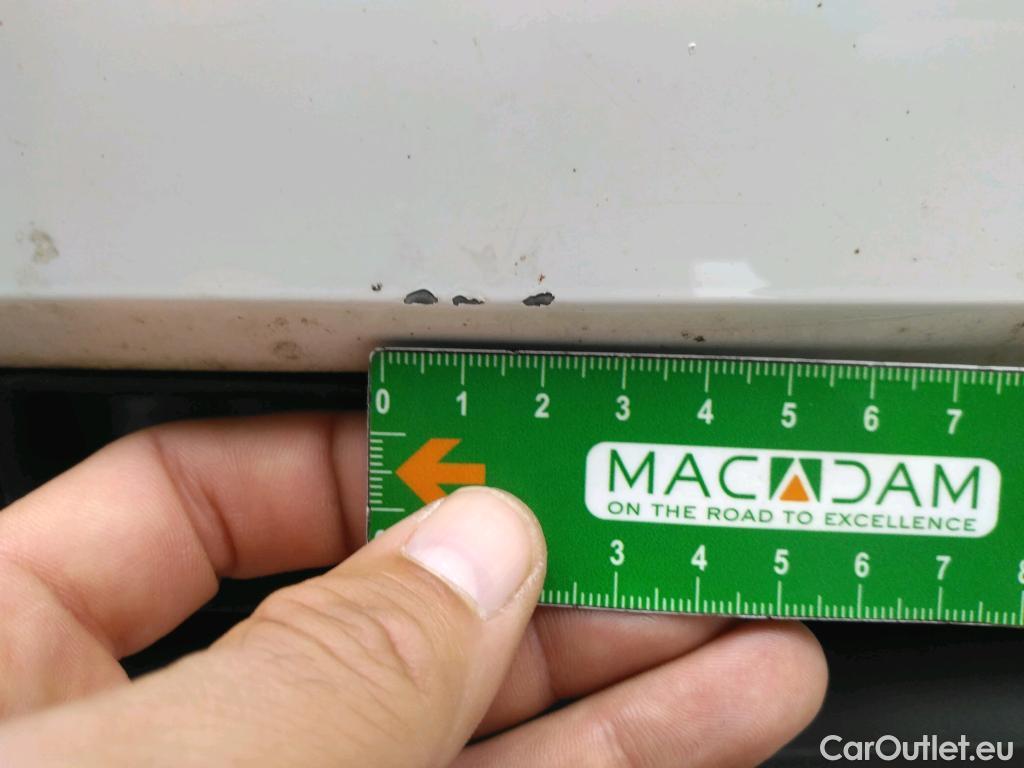 0 1 2 3 4 5 6 7
MACADAM
ON THE ROAD TO EXCELLENCE
3 4 5 6 7
CarOutlet.eu